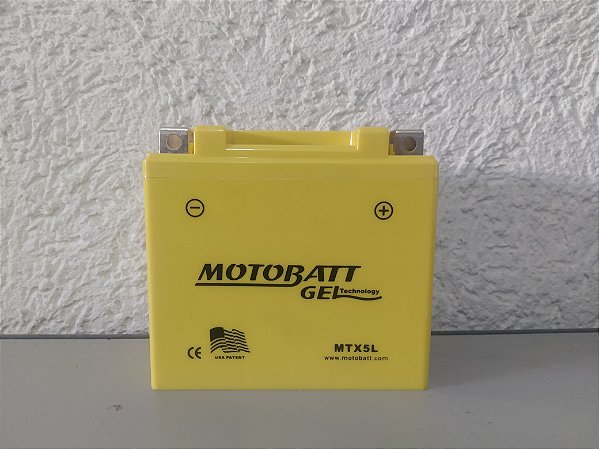 − +
MOTOBATT
GEL Technology
CE
USA PATENT
MTX5L
www.motobatt.com